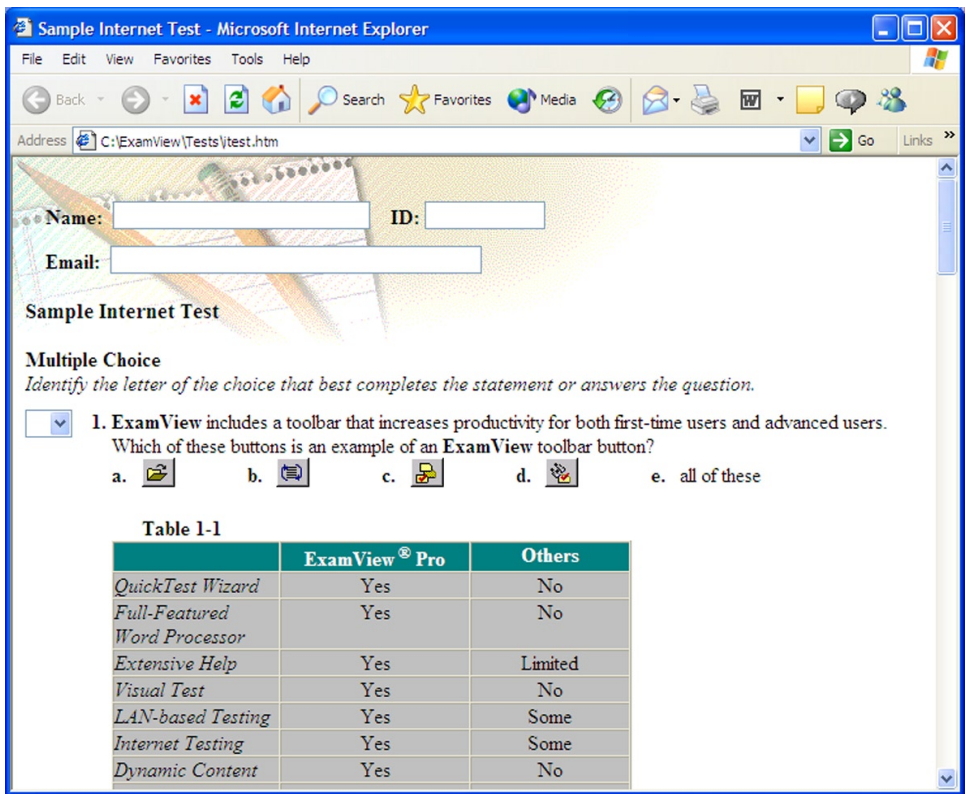 Sample Internet Test - Microsoft Internet Explorer
File Edit View Favorites Tools Help
Back Search Favorites Media
Address C:\ExamView\Tests\itest.htm Go Links »
Name: ID:
Email:
Sample Internet Test
Multiple Choice
Identify the letter of the choice that best completes the statement or answers the question.
1. ExamView includes a toolbar that increases productivity for both first-time users and advanced users.
Which of these buttons is an example of an ExamView toolbar button?
a. b. c. d. e. all of these
Table 1-1
ExamView® Pro Others
QuickTest Wizard Yes No
Full-Featured Yes No
Word Processor
Extensive Help Yes Limited
Visual Test Yes No
LAN-based Testing Yes Some
Internet Testing Yes Some
Dynamic Content Yes No